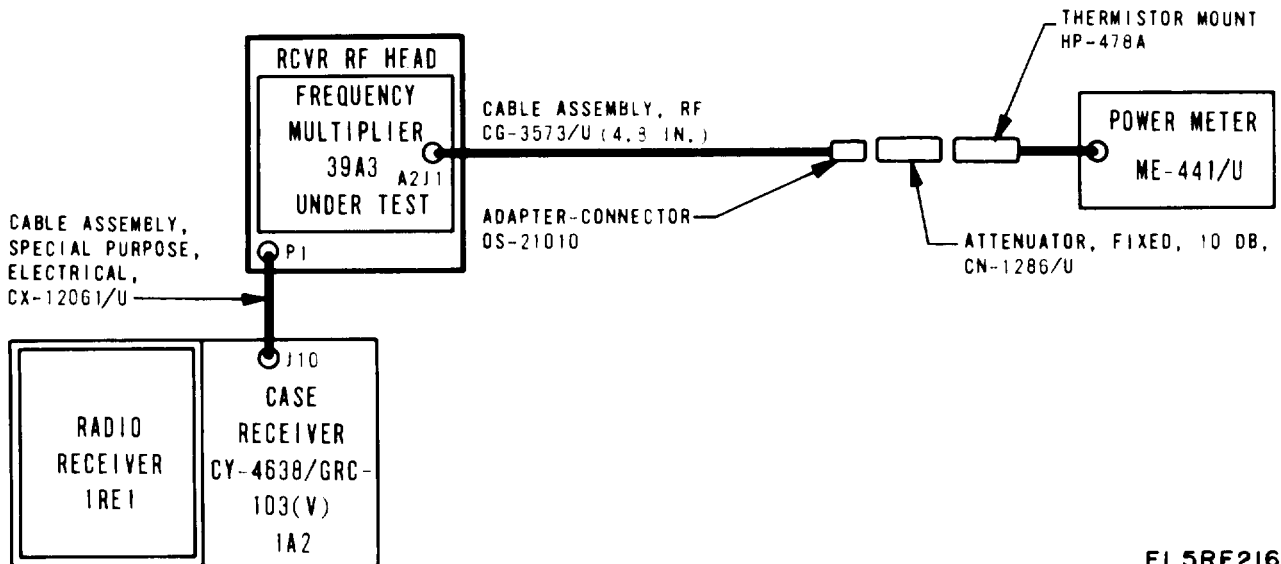 THERMISTOR MOUNT
HP-478A
RCVR RF HEAD
FREQUENCY
MULTIPLIER
39A3
A2J1
UNDER TEST
P1
CABLE ASSEMBLY, RF
CG-3573/U (4.8 IN.)
ADAPTER-CONNECTOR
OS-21010
POWER METER
ME-441/U
ATTENUATOR, FIXED, 10 DB,
CN-1286/U
CABLE ASSEMBLY,
SPECIAL PURPOSE,
ELECTRICAL,
CX-12061/U
J10
RADIO
RECEIVER
1RE1
CASE
RECEIVER
CY-4638/GRC-
103(V)
1A2
EL5RF216